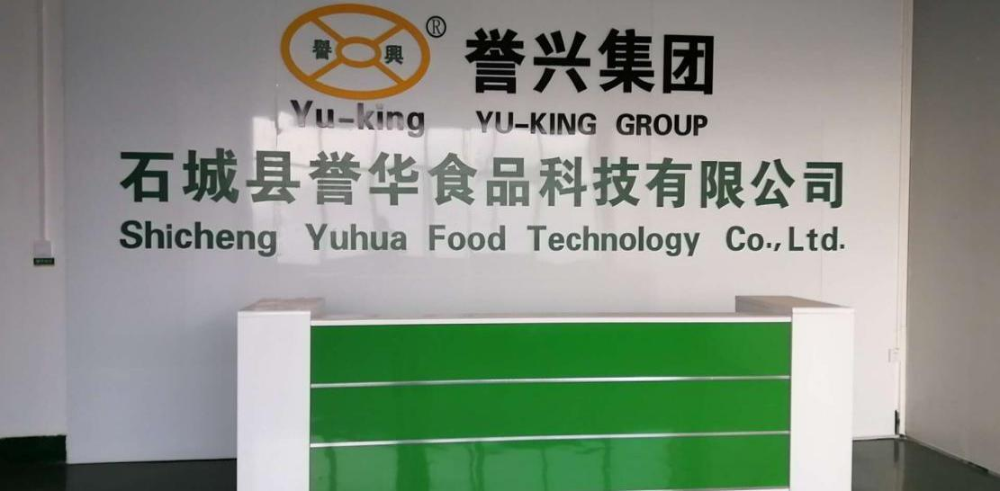 譽 興 ®
誉兴集团
Yu-king YU-KING GROUP
石城县誉华食品科技有限公司
Shicheng Yuhua Food Technology Co., Ltd.